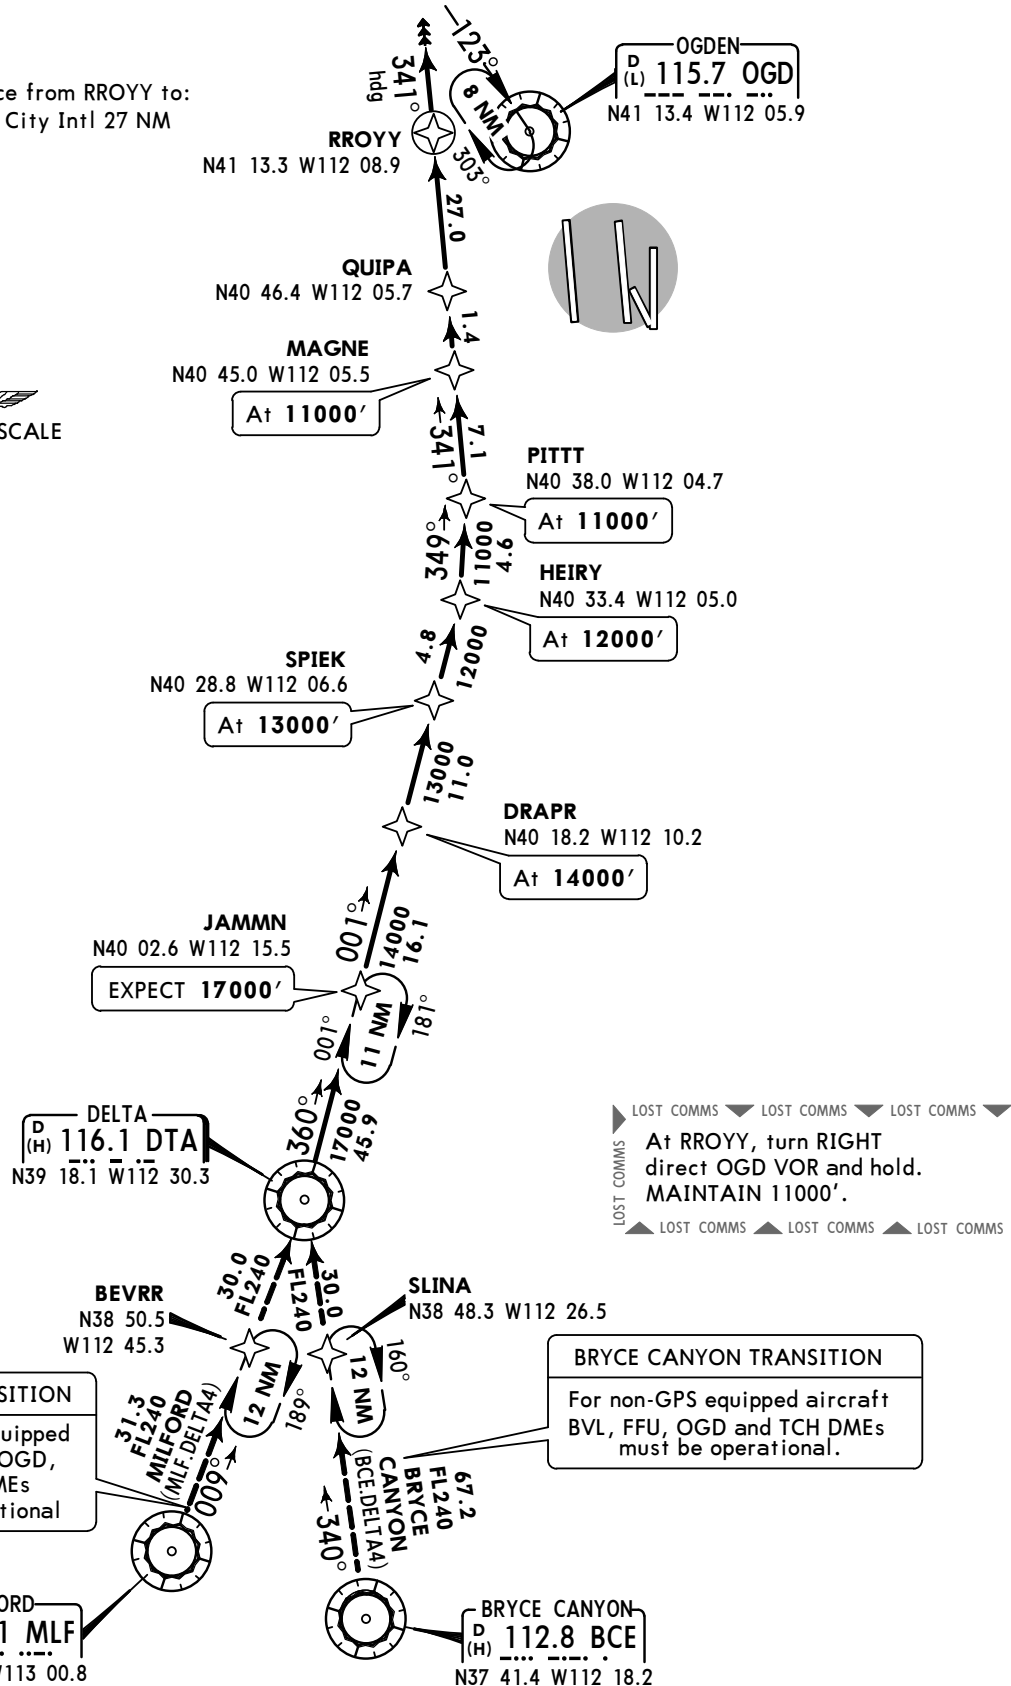 ce from RROYY to:
City Intl 27 NM
341°
hdg
123°
8 NM
303°
OGDEN
D
(L) 115.7 OGD
N41 13.4 W112 05.9
RROYY
N41 13.3 W112 08.9
27.0
QUIPA
N40 46.4 W112 05.7
1.4
MAGNE
N40 45.0 W112 05.5
At 11000'
SCALE
341°
7.1
PITTT
N40 38.0 W112 04.7
At 11000'
349°
11000
4.6
HEIRY
N40 33.4 W112 05.0
At 12000'
4.8
12000
SPIEK
N40 28.8 W112 06.6
At 13000'
13000
11.0
DRAPR
N40 18.2 W112 10.2
At 14000'
001°
14000
16.1
JAMMN
N40 02.6 W112 15.5
EXPECT 17000'
11 NM
181°
001°
360°
17000
45.9
DELTA
D
(H) 116.1 DTA
N39 18.1 W112 30.3
LOST COMMS LOST COMMS LOST COMMS
LOST COMMS
At RROYY, turn RIGHT
direct OGD VOR and hold.
MAINTAIN 11000'.
LOST COMMS LOST COMMS LOST COMMS
30.0
FL240
30.0
FL240
BEVRR
N38 50.5
W112 45.3
SLINA
N38 48.3 W112 26.5
12 NM
189°
12 NM
160°
BRYCE CANYON TRANSITION
For non-GPS equipped aircraft
BVL, FFU, OGD and TCH DMEs
must be operational.
SITION
uipped
OGD,
MEs
tional
31.3
FL240
MILFORD
(MLF.DELTA4)
009°
67.2
FL240
BRYCE
CANYON
(BCE.DELTA4)
340°
ORD
1 MLF
W113 00.8
BRYCE CANYON
D
(H) 112.8 BCE
N37 41.4 W112 18.2